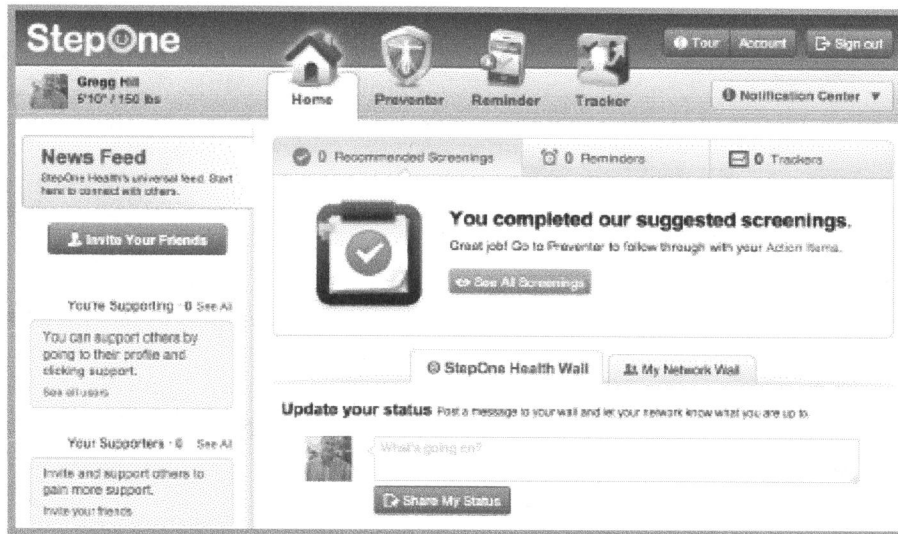 StepOne
Tour
Account
Sign out
Gregg Hill
5'10" / 150 lbs
Home
Preventer
Reminder
Tracker
Notification Center
News Feed
StepOne Health's universal feed. Start
here to connect with others.
Invite Your Friends
You're Supporting · 0 See All
You can support others by
going to their profile and
clicking support.
See all users
Your Supporters · 0 See All
Invite and support others to
gain more support.
Invite your friends
0 Recommended Screenings
0 Reminders
0 Trackers
You completed our suggested screenings.
Great job! Go to Preventer to follow through with your Action Items.
See All Screenings
StepOne Health Wall
My Network Wall
Update your status Post a message to your wall and let your network know what you are up to.
What's going on?
Share My Status